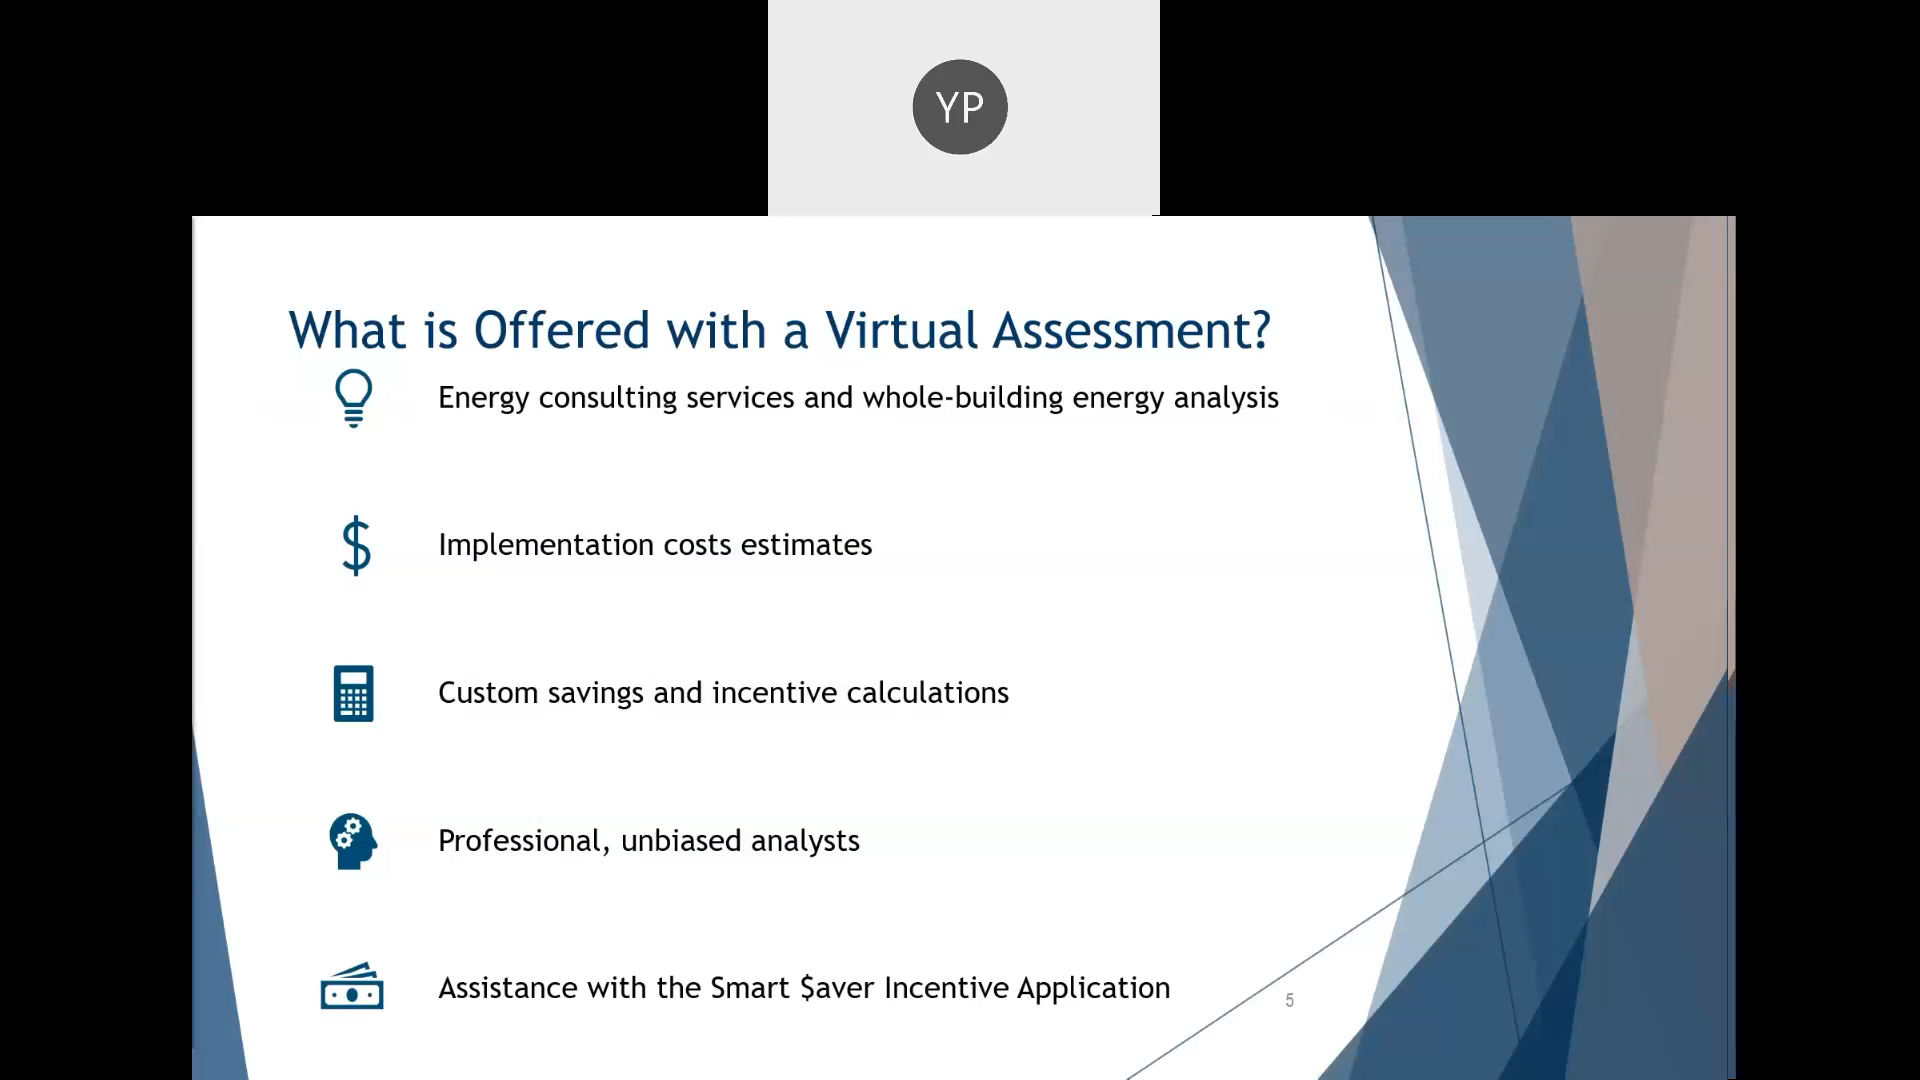 YP
What is Offered with a Virtual Assessment?
Energy consulting services and whole-building energy analysis
Implementation costs estimates
Custom savings and incentive calculations
Professional, unbiased analysts
Assistance with the Smart $aver Incentive Application
5